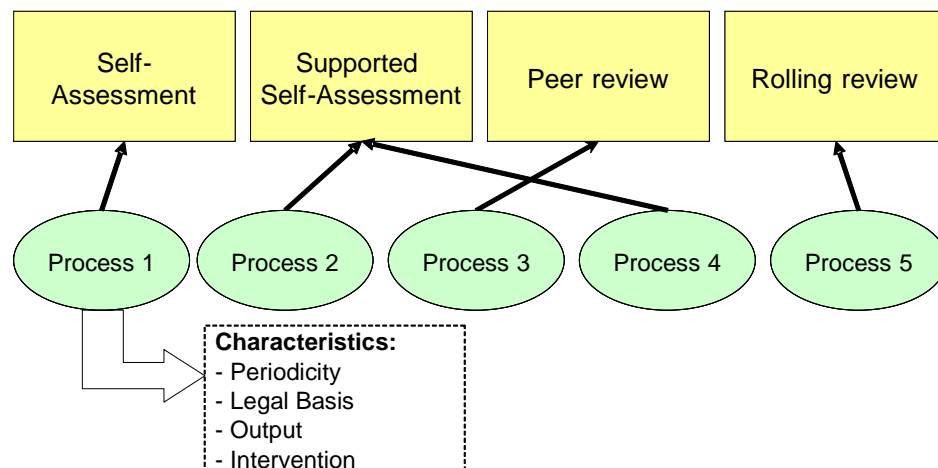 Self-
Assessment
Supported
Self-Assessment
Peer review
Rolling review
Process 1
Process 2
Process 3
Process 4
Process 5
Characteristics:
- Periodicity
- Legal Basis
- Output
- Intervention